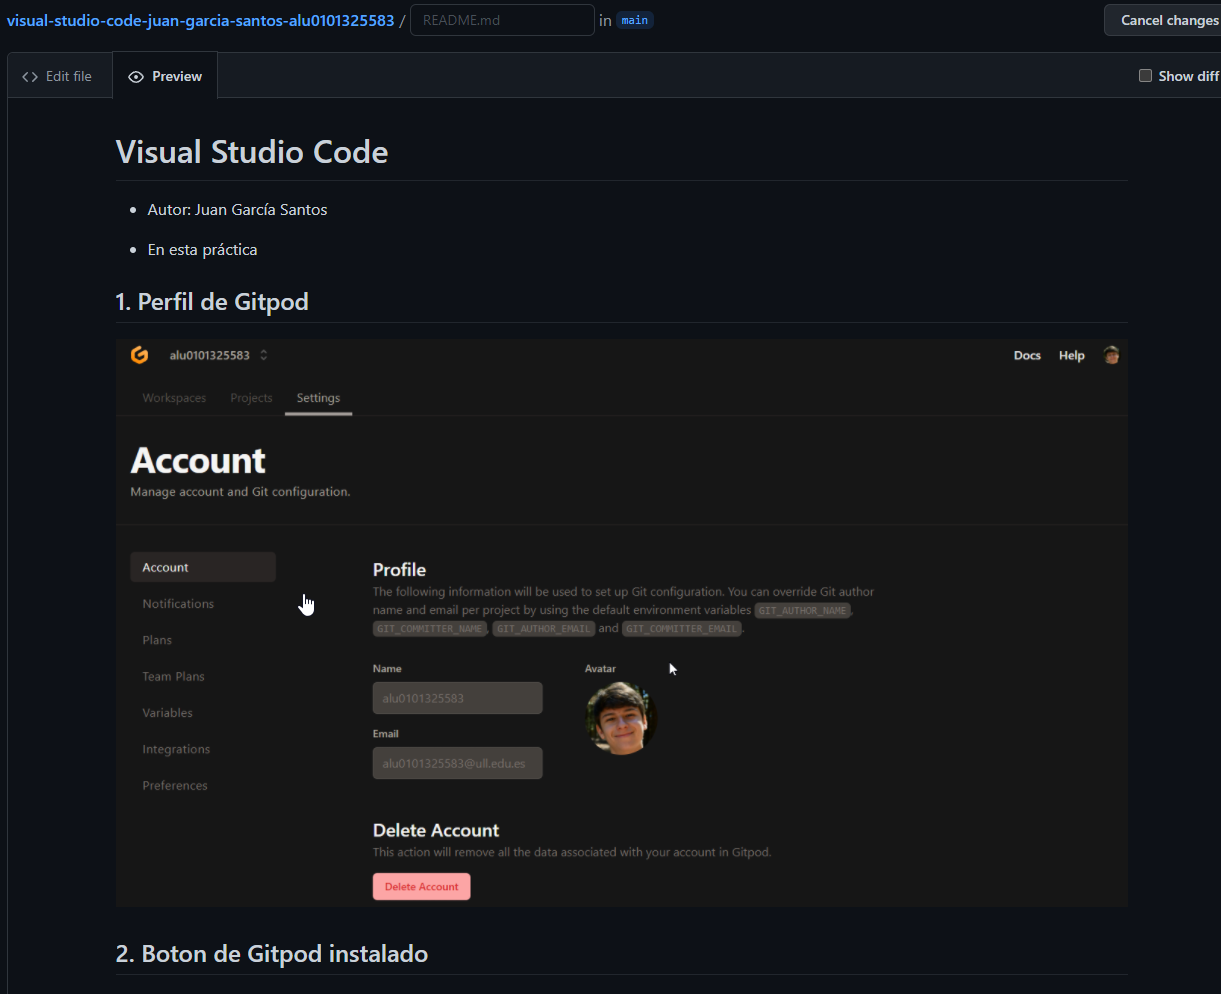 visual-studio-code-juan-garcia-santos-alu0101325583 / README.md in main Cancel changes
Edit file Preview Show diff
Visual Studio Code
Autor: Juan García Santos
En esta práctica
1. Perfil de Gitpod
alu0101325583 Docs Help
Workspaces Projects Settings
Account
Manage account and Git configuration.
Account
Notifications
Plans
Team Plans
Variables
Integrations
Preferences
Profile
The following information will be used to set up Git configuration. You can override Git author
name and email per project by using the default environment variables GIT_AUTHOR_NAME,
GIT_COMMITTER_NAME, GIT_AUTHOR_EMAIL and GIT_COMMITTER_EMAIL.
Name Avatar
alu0101325583
Email
alu0101325583@ull.edu.es
Delete Account
This action will remove all the data associated with your account in Gitpod.
Delete Account
2. Boton de Gitpod instalado